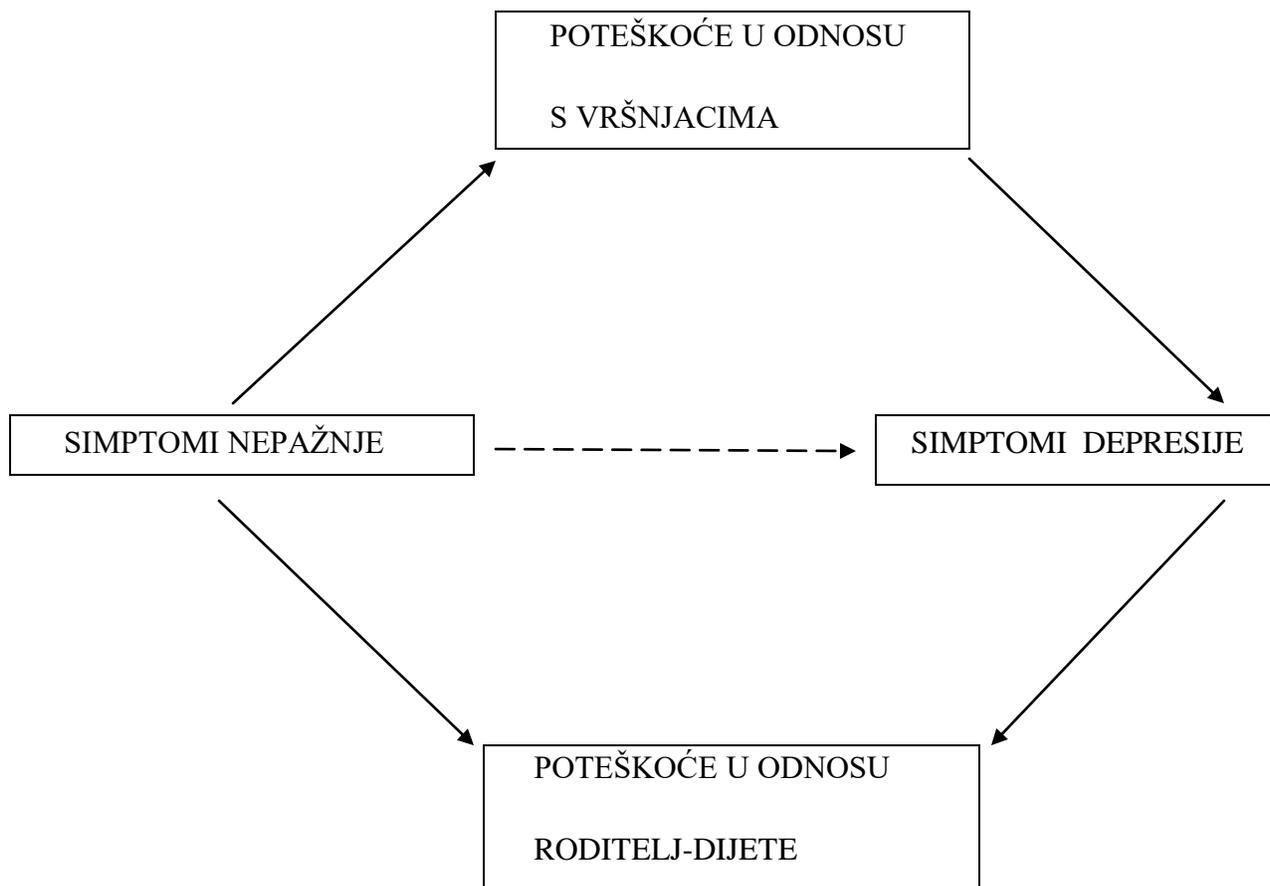 POTEŠKOĆE U ODNOSU
S VRŠNJACIMA
SIMPTOMI NEPAŽNJE
SIMPTOMI DEPRESIJE
POTEŠKOĆE U ODNOSU
RODITELJ-DIJETE